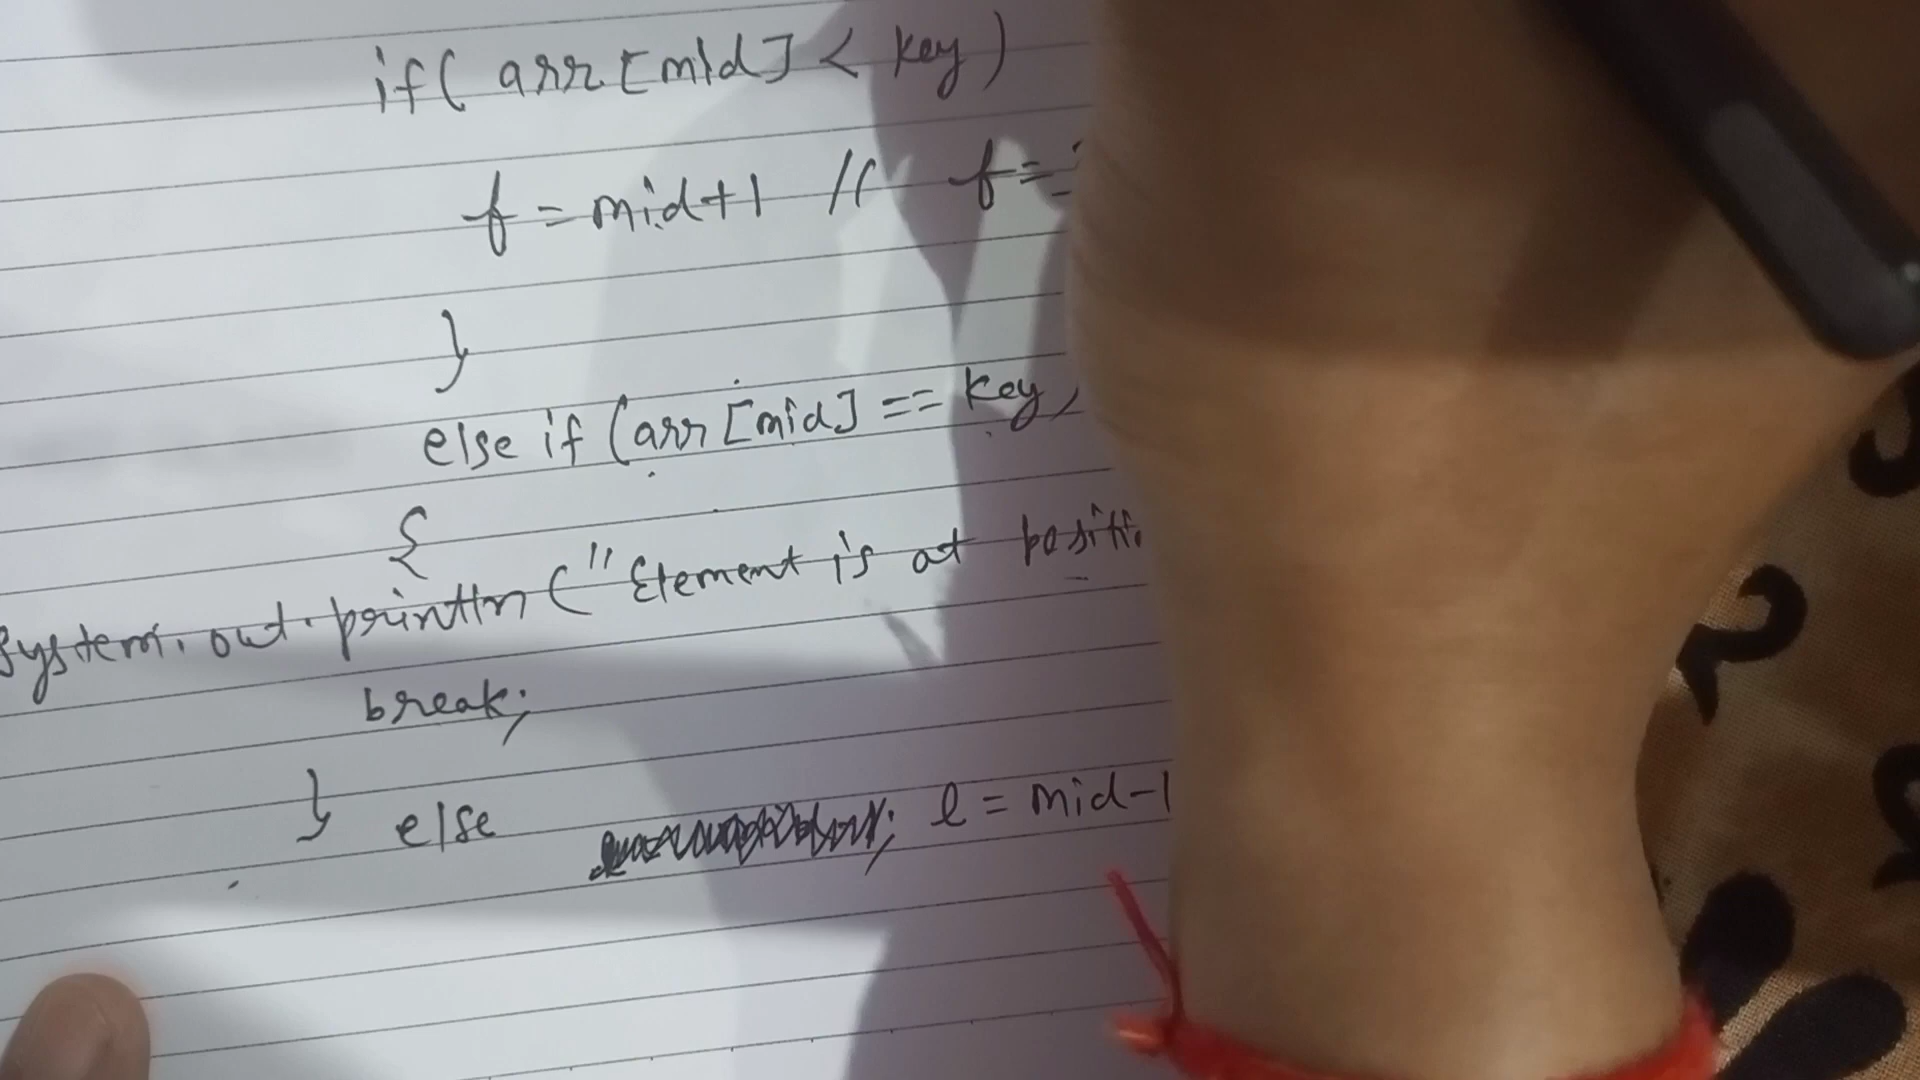 if( arr[mid] < key)
f = mid+1 // f =
}
else if (arr[mid] == key)
{
System.out.println ("Element is at
break;
} else l = mid-1